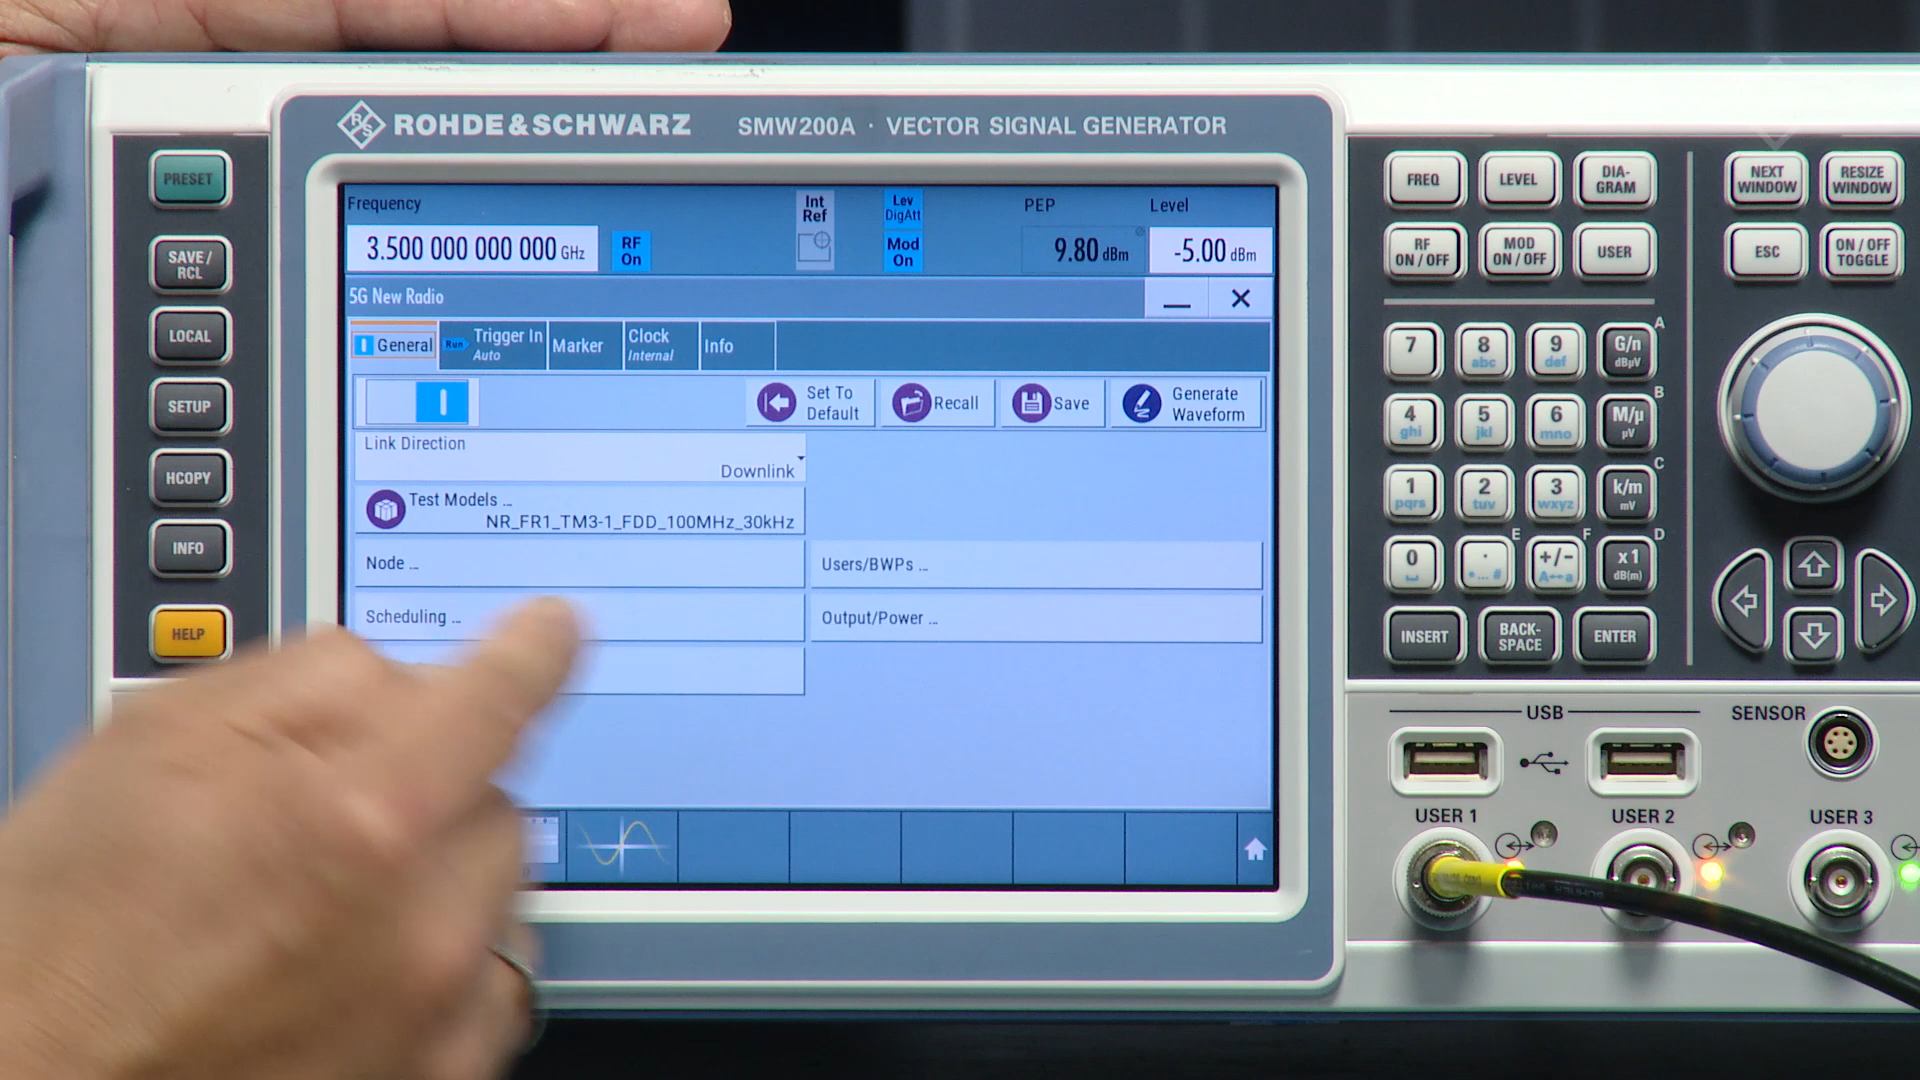 ROHDE & SCHWARZ SMW200A · VECTOR SIGNAL GENERATOR
PRESET
SAVE / RCL
LOCAL
SETUP
HCOPY
INFO
HELP
Frequency
3.500 000 000 000 GHz
RF On
Int Ref
Lev DigAtt
Mod On
PEP
9.80 dBm
Level
-5.00 dBm
5G New Radio
General
Run
Trigger In
Auto
Marker
Clock
Internal
Info
Set To Default
Recall
Save
Generate Waveform
Link Direction
Downlink
Test Models ...
NR_FR1_TM3-1_FDD_100MHz_30kHz
Node ...
Users/BWPs ...
Scheduling ...
Output/Power ...
FREQ
LEVEL
DIA-
GRAM
NEXT
WINDOW
RESIZE
WINDOW
RF
ON / OFF
MOD
ON / OFF
USER
ESC
ON / OFF
TOGGLE
7
8
abc
9
def
A
G/n
dBµV
4
ghi
5
jkl
6
mno
B
M/µ
µV
1
pqrs
2
tuv
3
wxyz
C
k/m
mV
0
E
.
*... #
F
+/-
A↔a
D
x1
dB(m)
INSERT
BACK-
SPACE
ENTER
USB
SENSOR
USER 1
USER 2
USER 3